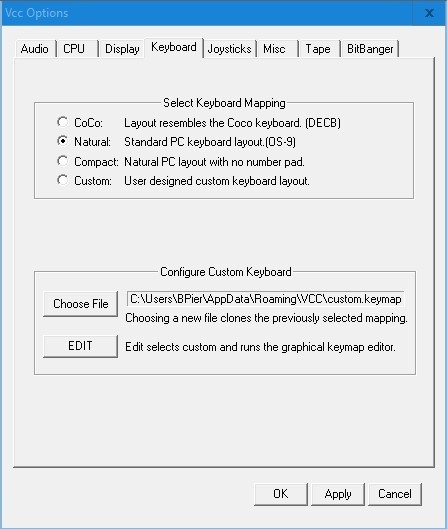 Vcc Options
Audio CPU Display Keyboard Joysticks Misc Tape BitBanger
Select Keyboard Mapping
CoCo: Layout resembles the Coco keyboard. (DECB)
Natural: Standard PC keyboard layout.(OS-9)
Compact: Natural PC layout with no number pad.
Custom: User designed custom keyboard layout.
Configure Custom Keyboard
Choose File C:\Users\BPier\AppData\Roaming\VCC\custom.keymap
Choosing a new file clones the previously selected mapping.
EDIT Edit selects custom and runs the graphical keymap editor.
OK Apply Cancel